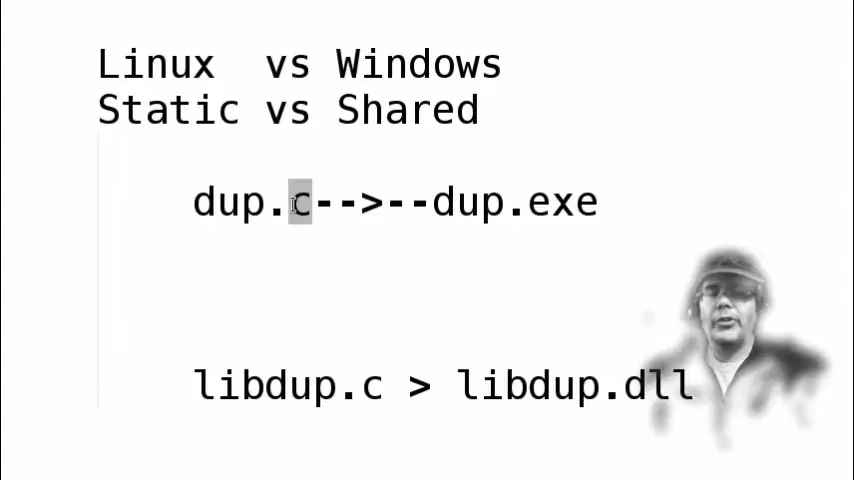 Linux  vs Windows
Static vs Shared
dup.c-->--dup.exe
libdup.c > libdup.dll